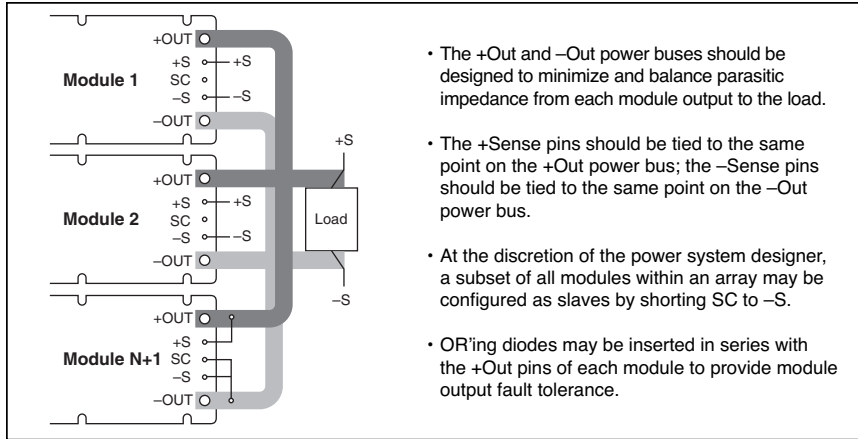 +OUT
+S
+S
Module 1
SC
–S
–S
–OUT
+S
+OUT
+S
+S
Module 2
SC
Load
–S
–S
–OUT
–S
+OUT
+S
Module N+1
SC
–S
–OUT
• The +Out and –Out power buses should be
designed to minimize and balance parasitic
impedance from each module output to the load.
• The +Sense pins should be tied to the same
point on the +Out power bus; the –Sense pins
should be tied to the same point on the –Out
power bus.
• At the discretion of the power system designer,
a subset of all modules within an array may be
configured as slaves by shorting SC to –S.
• OR'ing diodes may be inserted in series with
the +Out pins of each module to provide module
output fault tolerance.